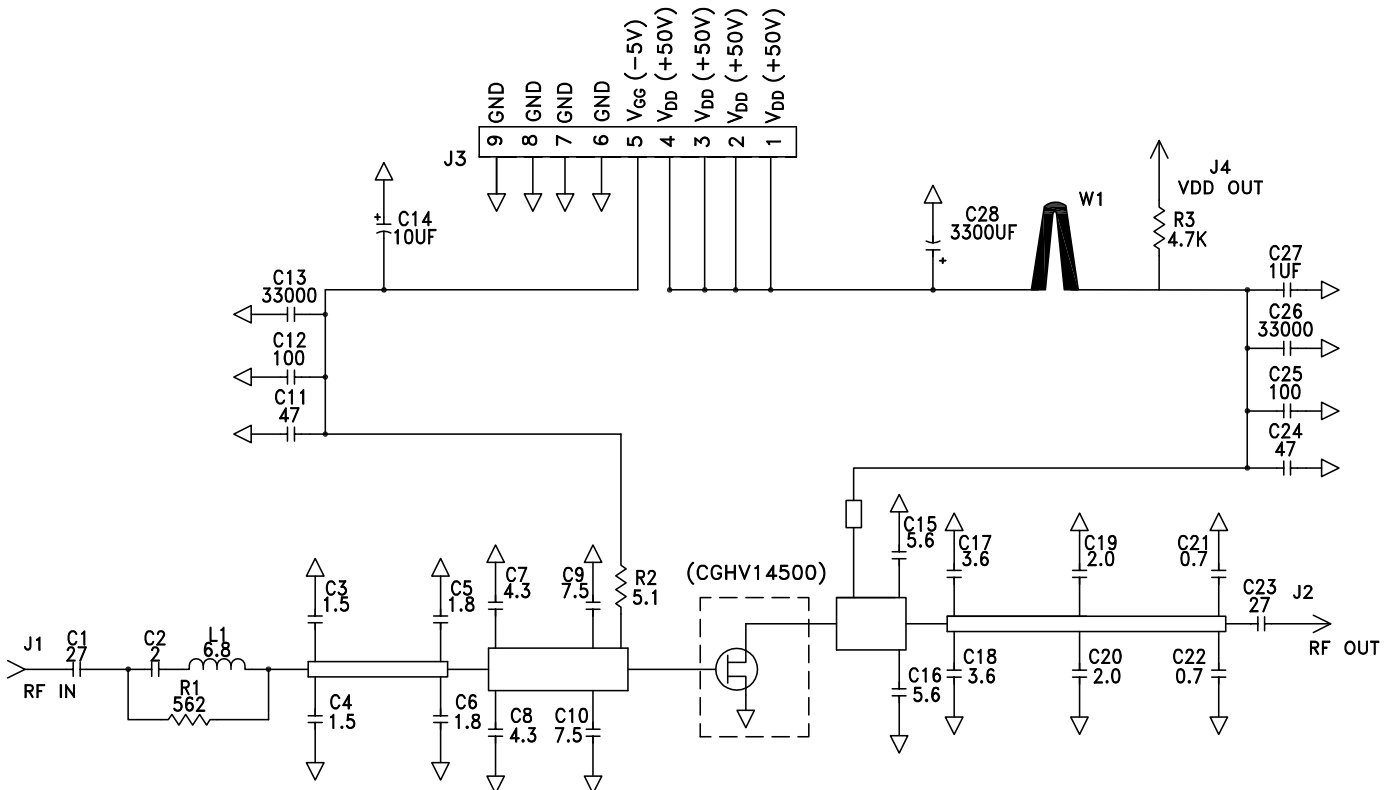 GND
GND
GND
GND
VGG (-5V)
VDD (+50V)
VDD (+50V)
VDD (+50V)
VDD (+50V)
9 8 7 6 5 4 3 2 1
J3
+
C14
10UF
C28
3300UF
+
W1
J4
VDD OUT
R3
4.7K
C13
33000
C12
100
C11
47
C27
1UF
C26
33000
C25
100
C24
47
J1
RF IN
C1
27
C2
2
L1
6.8
R1
562
C3
1.5
C4
1.5
C5
1.8
C6
1.8
C7
4.3
C8
4.3
C9
7.5
C10
7.5
R2
5.1
(CGHV14500)
C15
5.6
C16
5.6
C17
3.6
C18
3.6
C19
2.0
C20
2.0
C21
0.7
C22
0.7
C23
27
J2
RF OUT